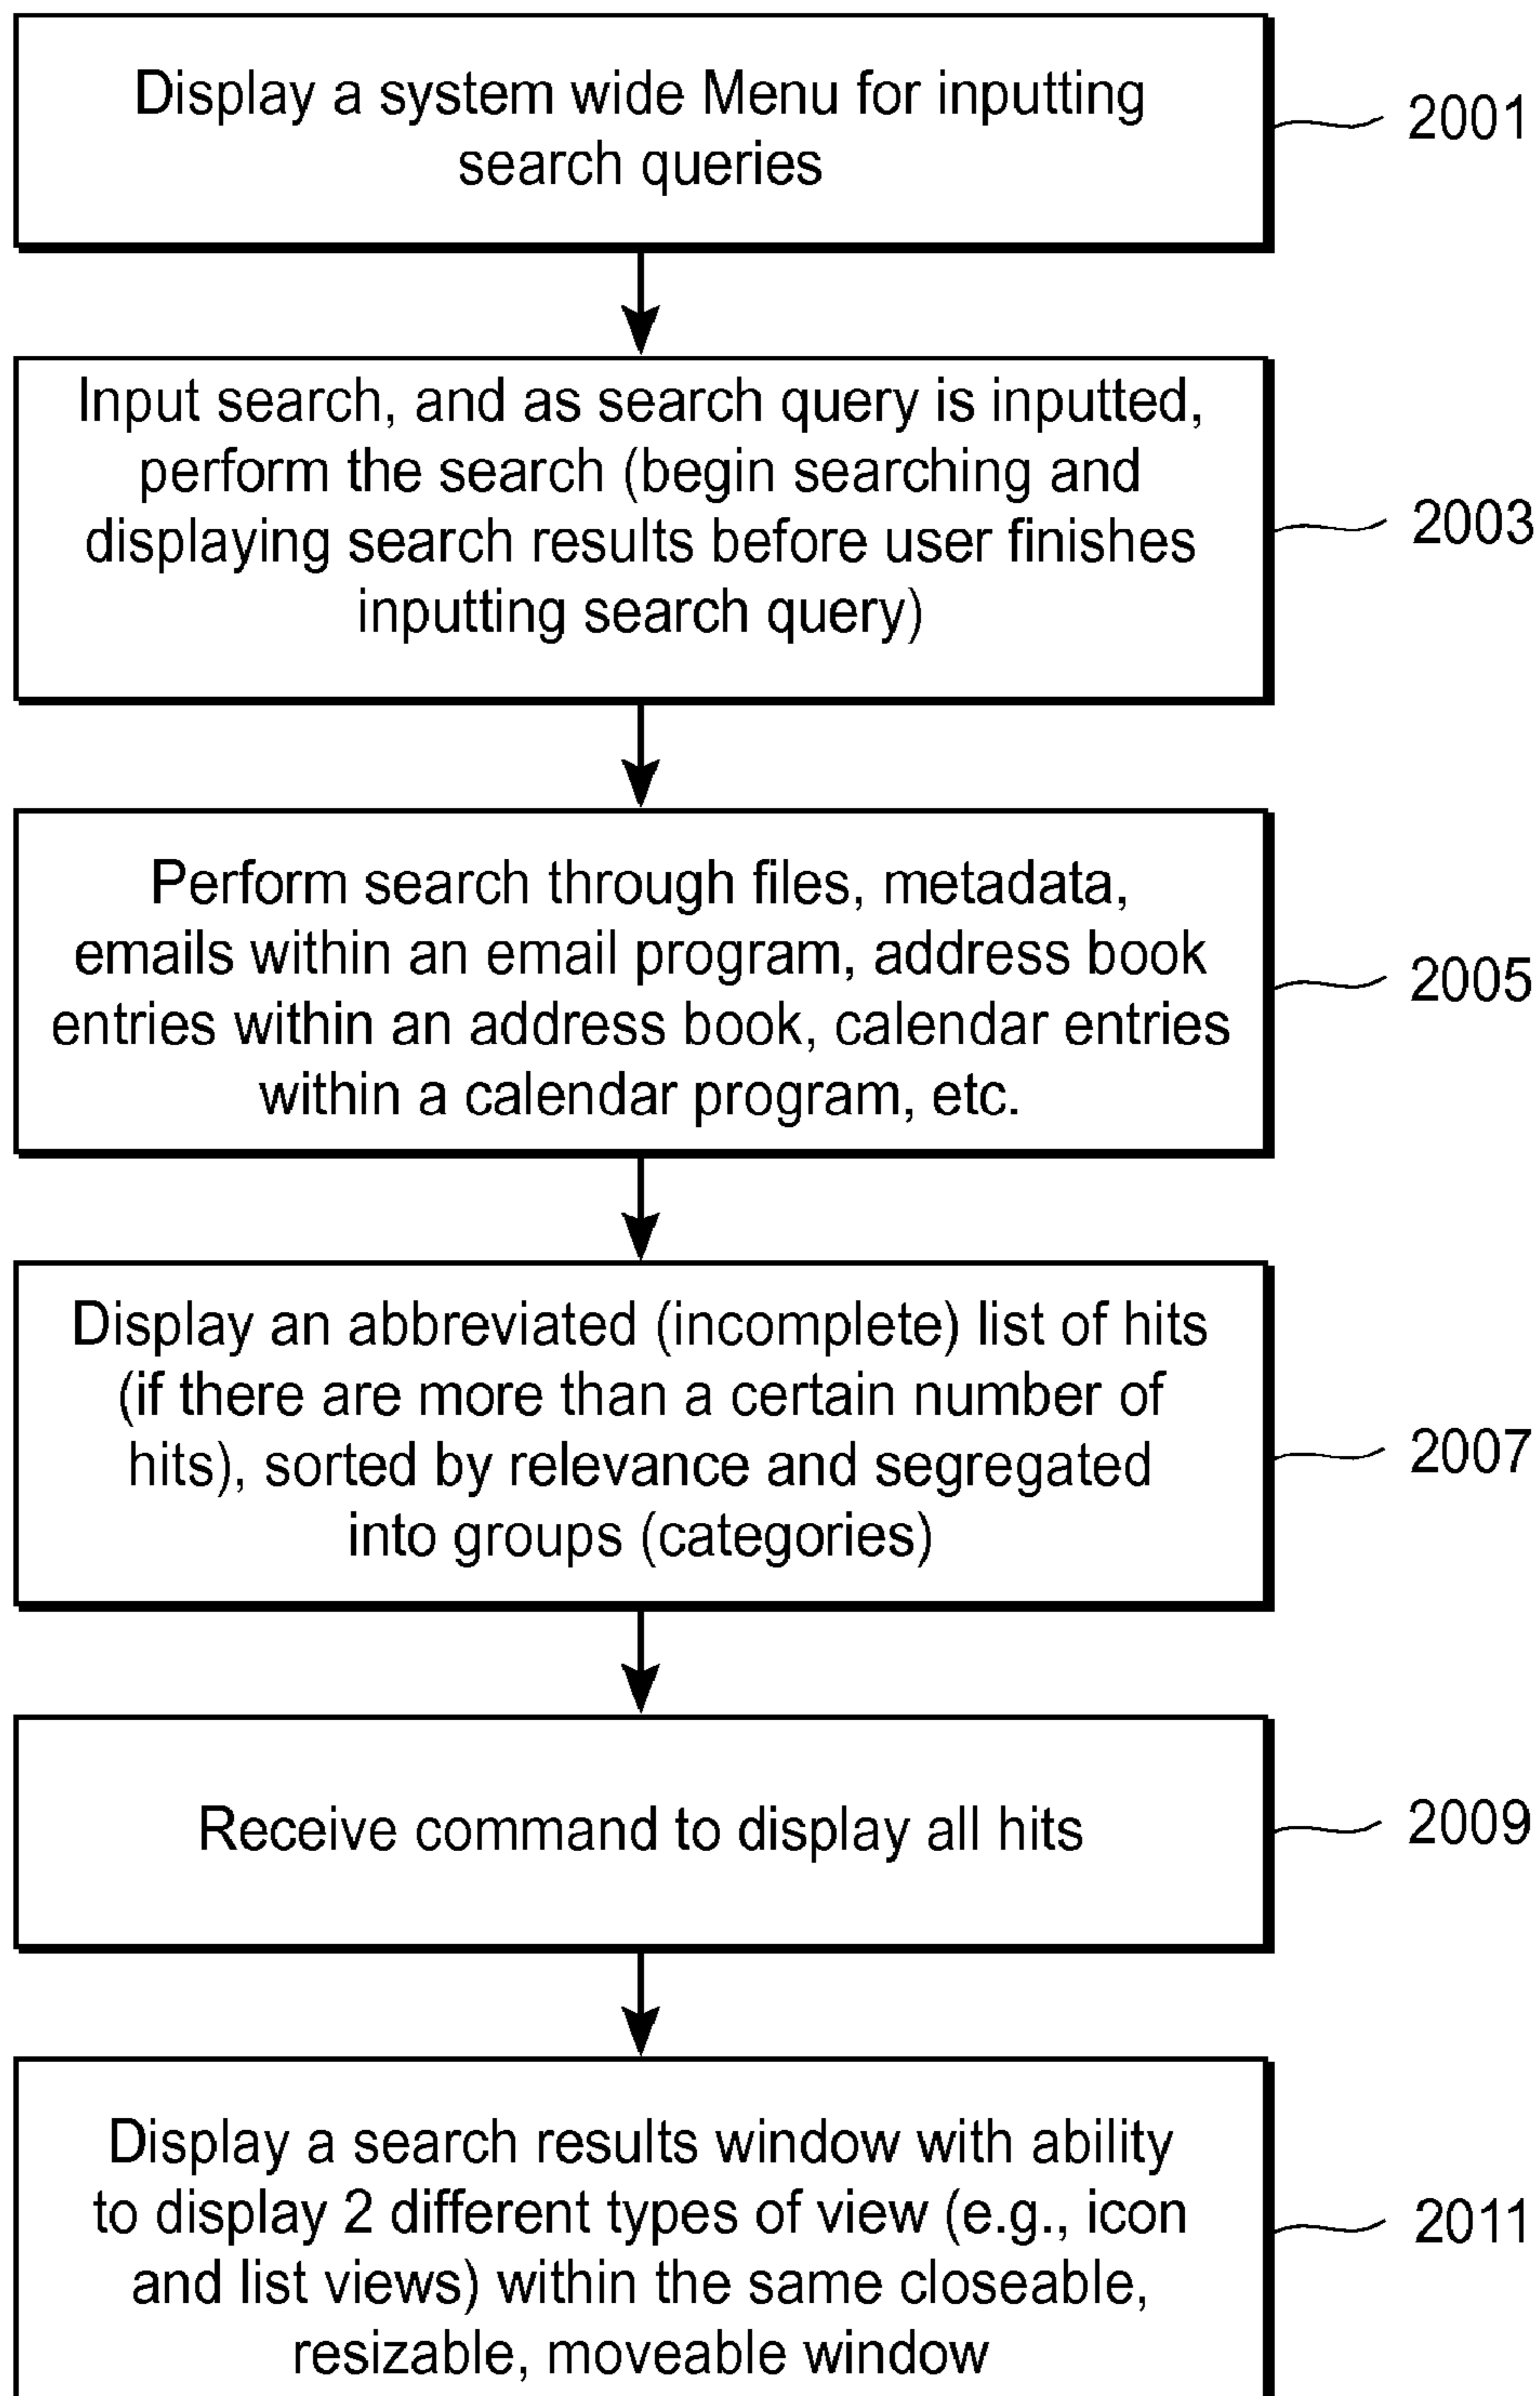 Display a system wide Menu for inputting
search queries
2001
Input search, and as search query is inputted,
perform the search (begin searching and
displaying search results before user finishes
inputting search query)
2003
Perform search through files, metadata,
emails within an email program, address book
entries within an address book, calendar entries
within a calendar program, etc.
2005
Display an abbreviated (incomplete) list of hits
(if there are more than a certain number of
hits), sorted by relevance and segregated
into groups (categories)
2007
Receive command to display all hits
2009
Display a search results window with ability
to display 2 different types of view (e.g., icon
and list views) within the same closeable,
resizable, moveable window
2011